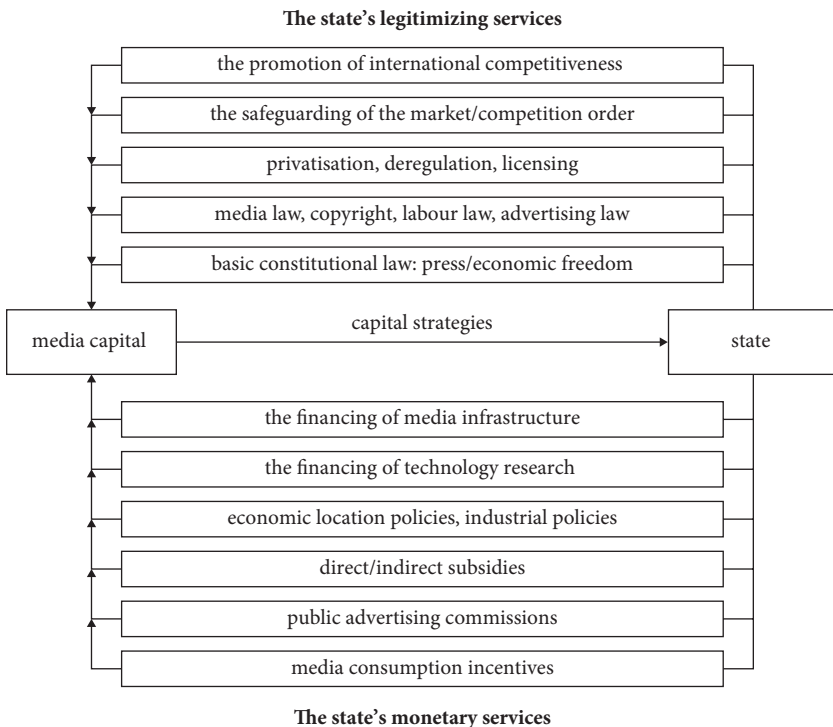 The state's legitimizing services
the promotion of international competitiveness
the safeguarding of the market/competition order
privatisation, deregulation, licensing
media law, copyright, labour law, advertising law
basic constitutional law: press/economic freedom
capital strategies
media capital
state
the financing of media infrastructure
the financing of technology research
economic location policies, industrial policies
direct/indirect subsidies
public advertising commissions
media consumption incentives
The state's monetary services